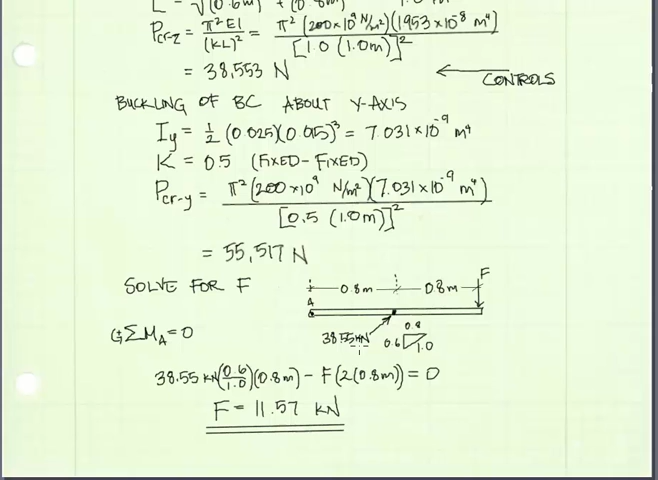 L = √(0.6m)² + (0.8m)² 1.0 m
Pcr-z = π²EI/(KL)² = π²(200×10⁹ N/m²)(1953×10⁻⁸ m⁴)/[1.0 (1.0m)]²
= 38,553 N
CONTROLS
BUCKLING OF BC ABOUT Y-AXIS
Iy = 1/2 (0.025)(0.015)³ = 7.031×10⁻⁹ m⁴
K = 0.5 (FIXED-FIXED)
Pcr-y = π²(200×10⁹ N/m²)(7.031×10⁻⁹ m⁴)/[0.5 (1.0m)]²
= 55,517 N
SOLVE FOR F
0.8m 0.8m F
A
ΣMA=0
38.55KN 0.6 0.8 1.0
38.55 KN(0.6/1.0)(0.8m) - F(2(0.8m)) = 0
F = 11.57 KN